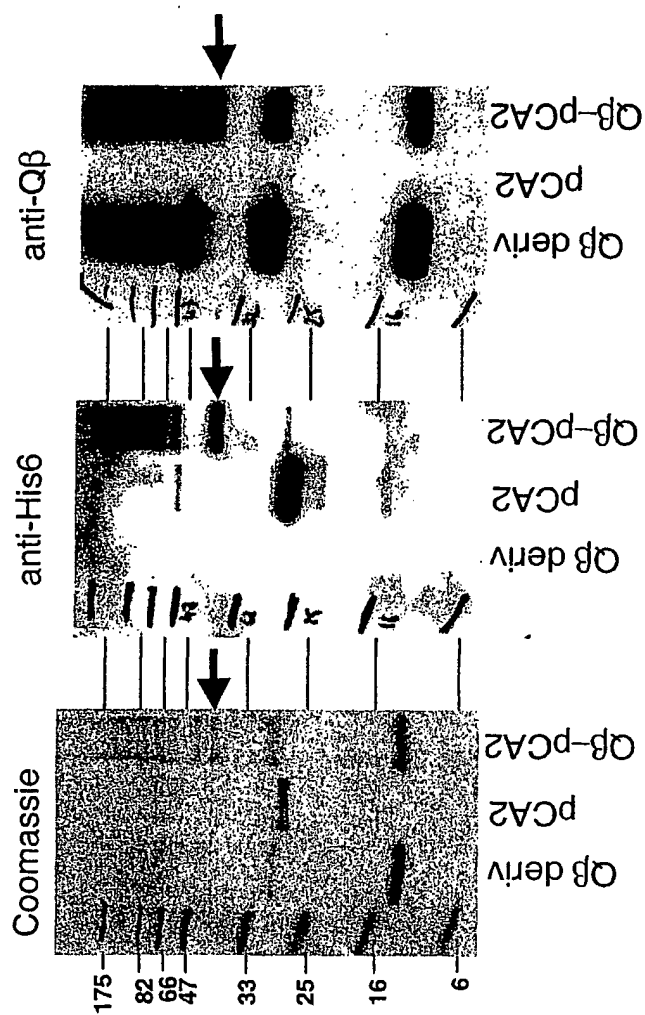 Coomassie
anti-His6
anti-Qβ
175
82
66
47
33
25
16
6
Qβ deriv
pCA2
Qβ–pCA2
Qβ deriv
pCA2
Qβ–pCA2
Qβ deriv
pCA2
Qβ–pCA2